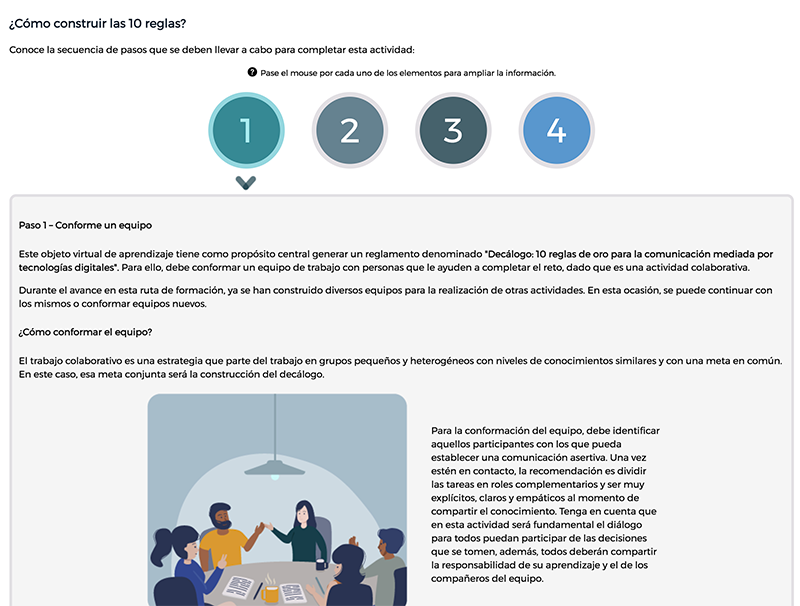 ¿Cómo construir las 10 reglas?
Conoce la secuencia de pasos que se deben llevar a cabo para completar esta actividad:
? Pase el mouse por cada uno de los elementos para ampliar la información.
1 2 3 4
Paso 1 – Conforme un equipo
Este objeto virtual de aprendizaje tiene como propósito central generar un reglamento denominado "Decálogo: 10 reglas de oro para la comunicación mediada por
tecnologías digitales". Para ello, debe conformar un equipo de trabajo con personas que le ayuden a completar el reto, dado que es una actividad colaborativa.
Durante el avance en esta ruta de formación, ya se han construido diversos equipos para la realización de otras actividades. En esta ocasión, se puede continuar con
los mismos o conformar equipos nuevos.
¿Cómo conformar el equipo?
El trabajo colaborativo es una estrategia que parte del trabajo en grupos pequeños y heterogéneos con niveles de conocimientos similares y con una meta en común.
En este caso, esa meta conjunta será la construcción del decálogo.
Para la conformación del equipo, debe identificar
aquellos participantes con los que pueda
establecer una comunicación asertiva. Una vez
estén en contacto, la recomendación es dividir
las tareas en roles complementarios y ser muy
explícitos, claros y empáticos al momento de
compartir el conocimiento. Tenga en cuenta que
en esta actividad será fundamental el diálogo
para todos puedan participar de las decisiones
que se tomen, además, todos deberán compartir
la responsabilidad de su aprendizaje y el de los
compañeros del equipo.